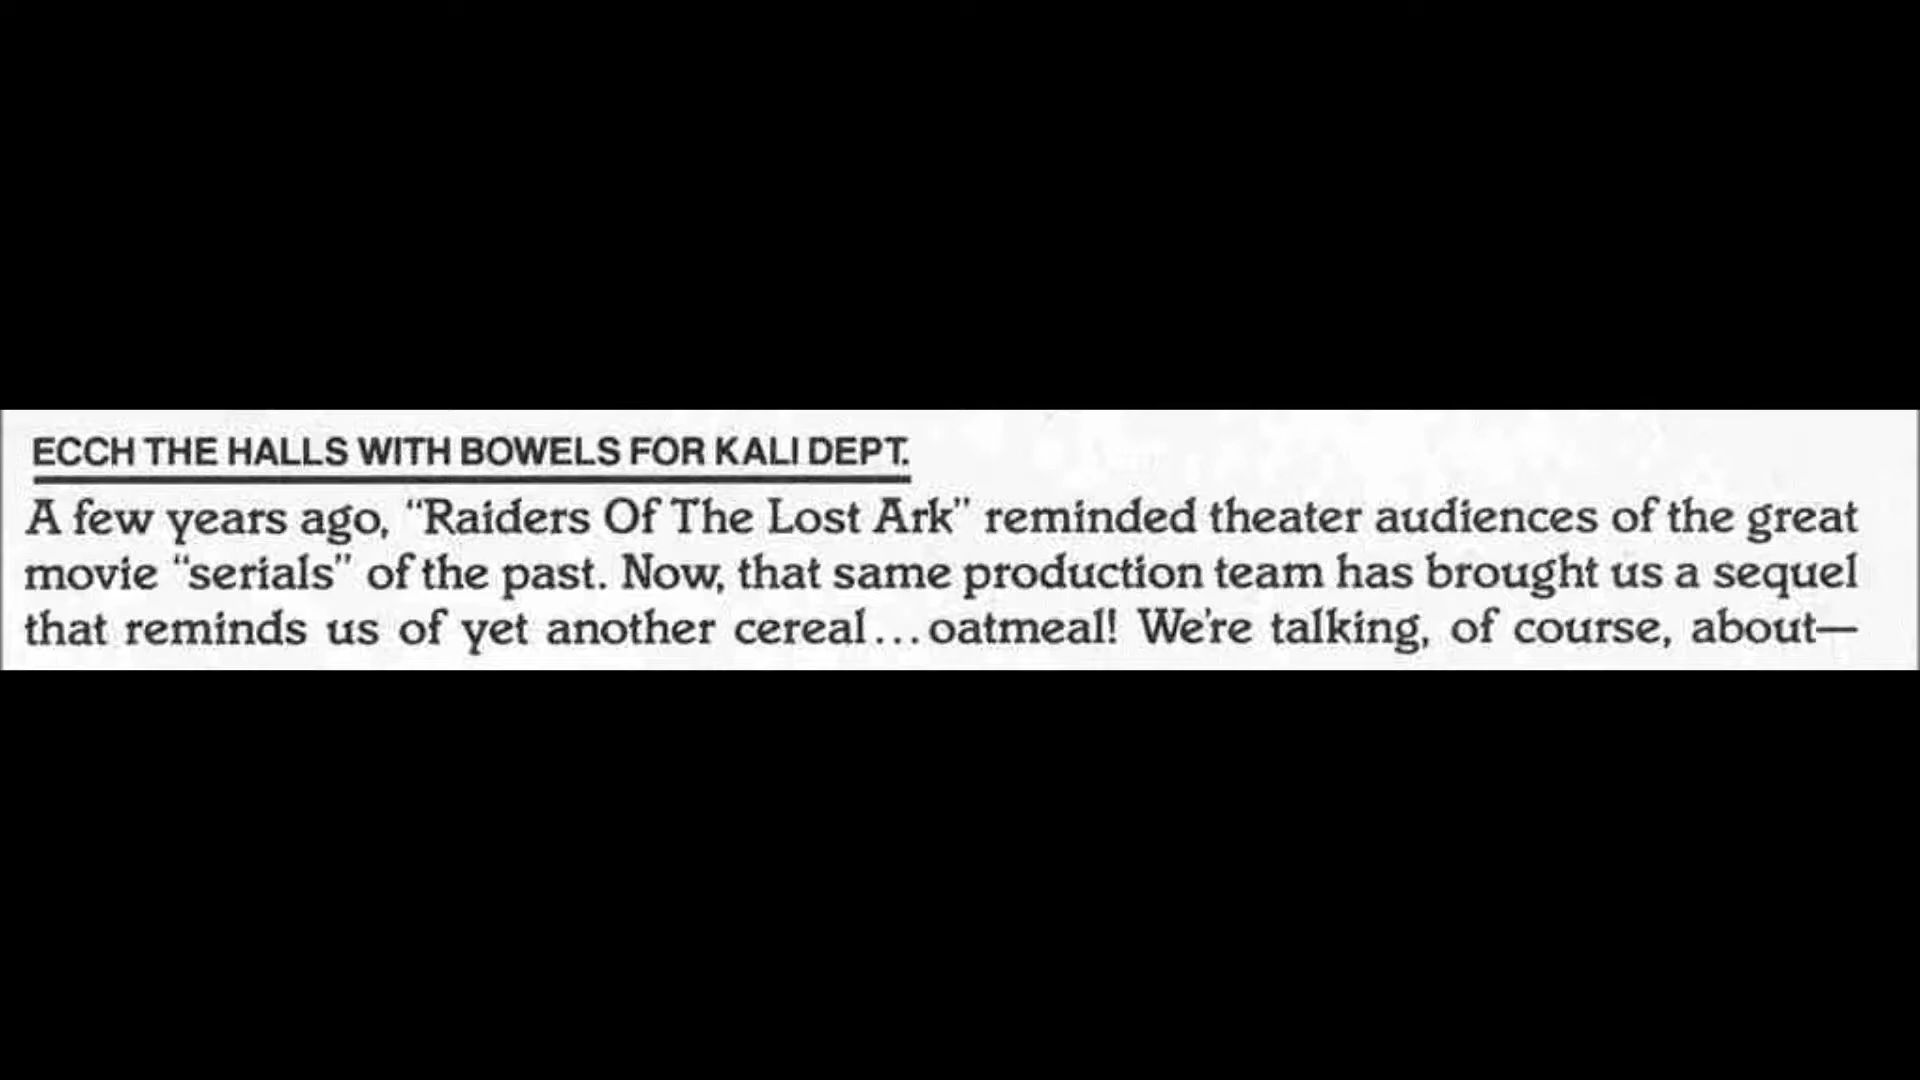 ECCH THE HALLS WITH BOWELS FOR KALI DEPT.
A few years ago, “Raiders Of The Lost Ark” reminded theater audiences of the great
movie “serials” of the past. Now, that same production team has brought us a sequel
that reminds us of yet another cereal...oatmeal! We're talking, of course, about—